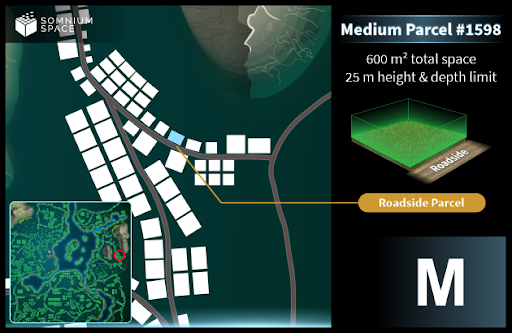 SOMNIUM
SPACE
Medium Parcel #1598
600 m² total space
25 m height & depth limit
Roadside
Roadside Parcel
M